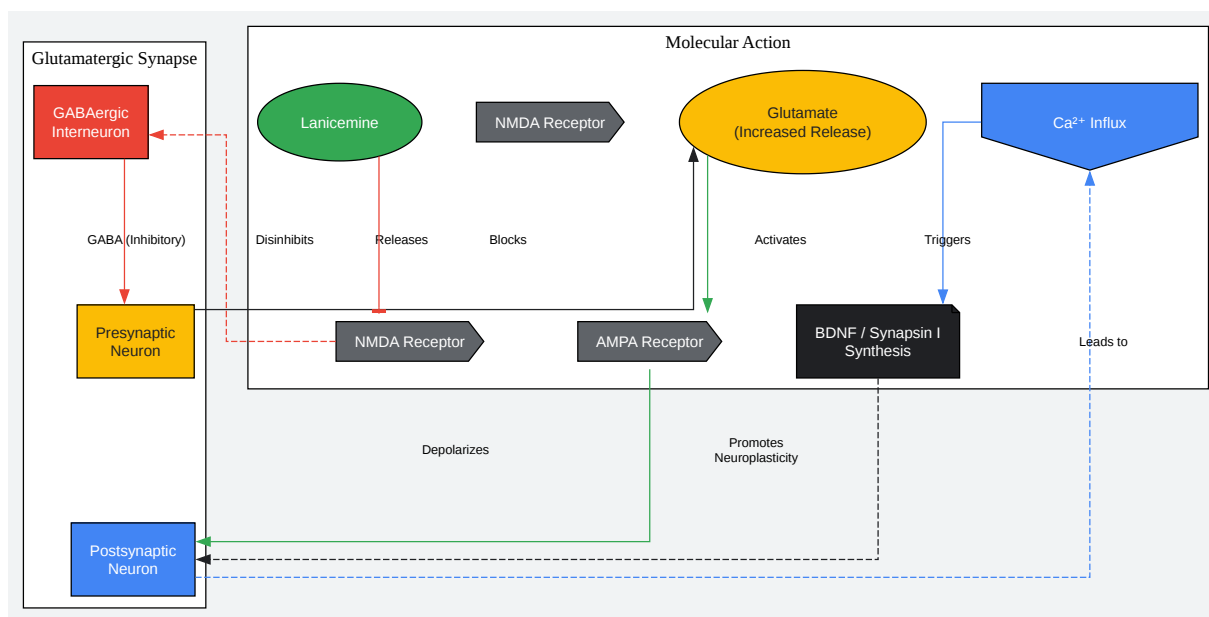 Glutamatergic Synapse
Molecular Action
GABAergic
Interneuron
Lanicemine
NMDA Receptor
Glutamate
(Increased Release)
Ca²⁺ Influx
GABA (Inhibitory)
Disinhibits
Releases
Blocks
Activates
Triggers
Presynaptic
Neuron
NMDA Receptor
AMPA Receptor
BDNF / Synapsin I
Synthesis
Leads to
Depolarizes
Promotes
Neuroplasticity
Postsynaptic
Neuron